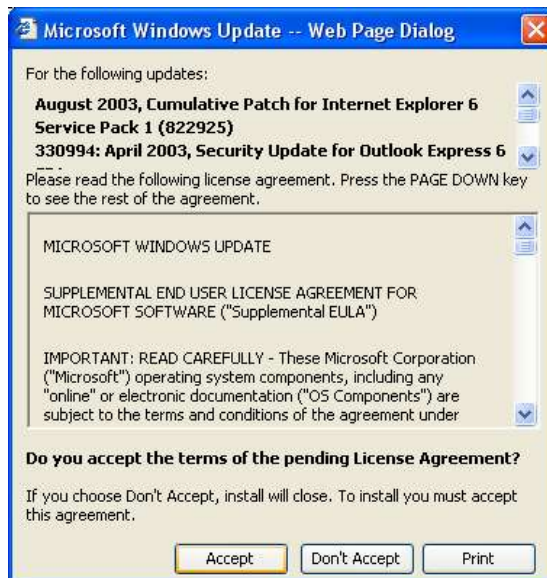 Microsoft Windows Update -- Web Page Dialog
For the following updates:
August 2003, Cumulative Patch for Internet Explorer 6
Service Pack 1 (822925)
330994: April 2003, Security Update for Outlook Express 6
Please read the following license agreement. Press the PAGE DOWN key
to see the rest of the agreement.
MICROSOFT WINDOWS UPDATE
SUPPLEMENTAL END USER LICENSE AGREEMENT FOR
MICROSOFT SOFTWARE ("Supplemental EULA")
IMPORTANT: READ CAREFULLY - These Microsoft Corporation
("Microsoft") operating system components, including any
"online" or electronic documentation ("OS Components") are
subject to the terms and conditions of the agreement under
Do you accept the terms of the pending License Agreement?
If you choose Don't Accept, install will close. To install you must accept
this agreement.
Accept Don't Accept Print